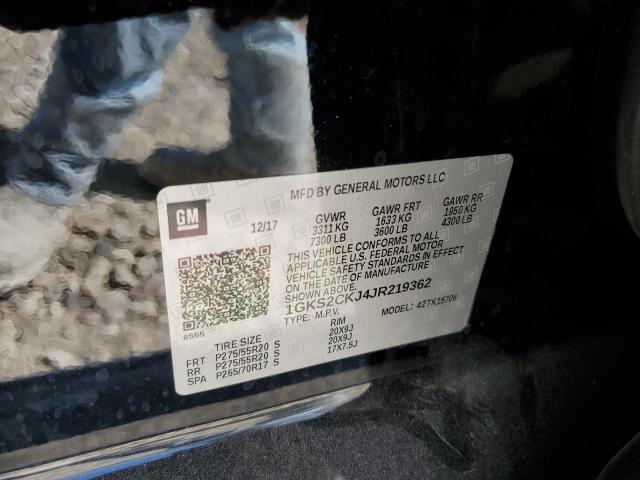 MFD BY GENERAL MOTORS LLC
GM
12/17
GVWR GAWR FRT GAWR RR
3311 KG 1633 KG 1950 KG
7300 LB 3600 LB 4300 LB
THIS VEHICLE CONFORMS TO ALL
APPLICABLE U.S. FEDERAL MOTOR
VEHICLE SAFETY STANDARDS IN EFFECT
ON THE DATE OF MANUFACTURE
SHOWN ABOVE.
1GKS2CKJ4JR219362
TYPE: M.P.V. MODEL: 42TK15706
8555
TIRE SIZE RIM
FRT P275/55R20 S 20X9J
RR P275/55R20 S 20X9J
SPA P265/70R17 S 17X7.5J